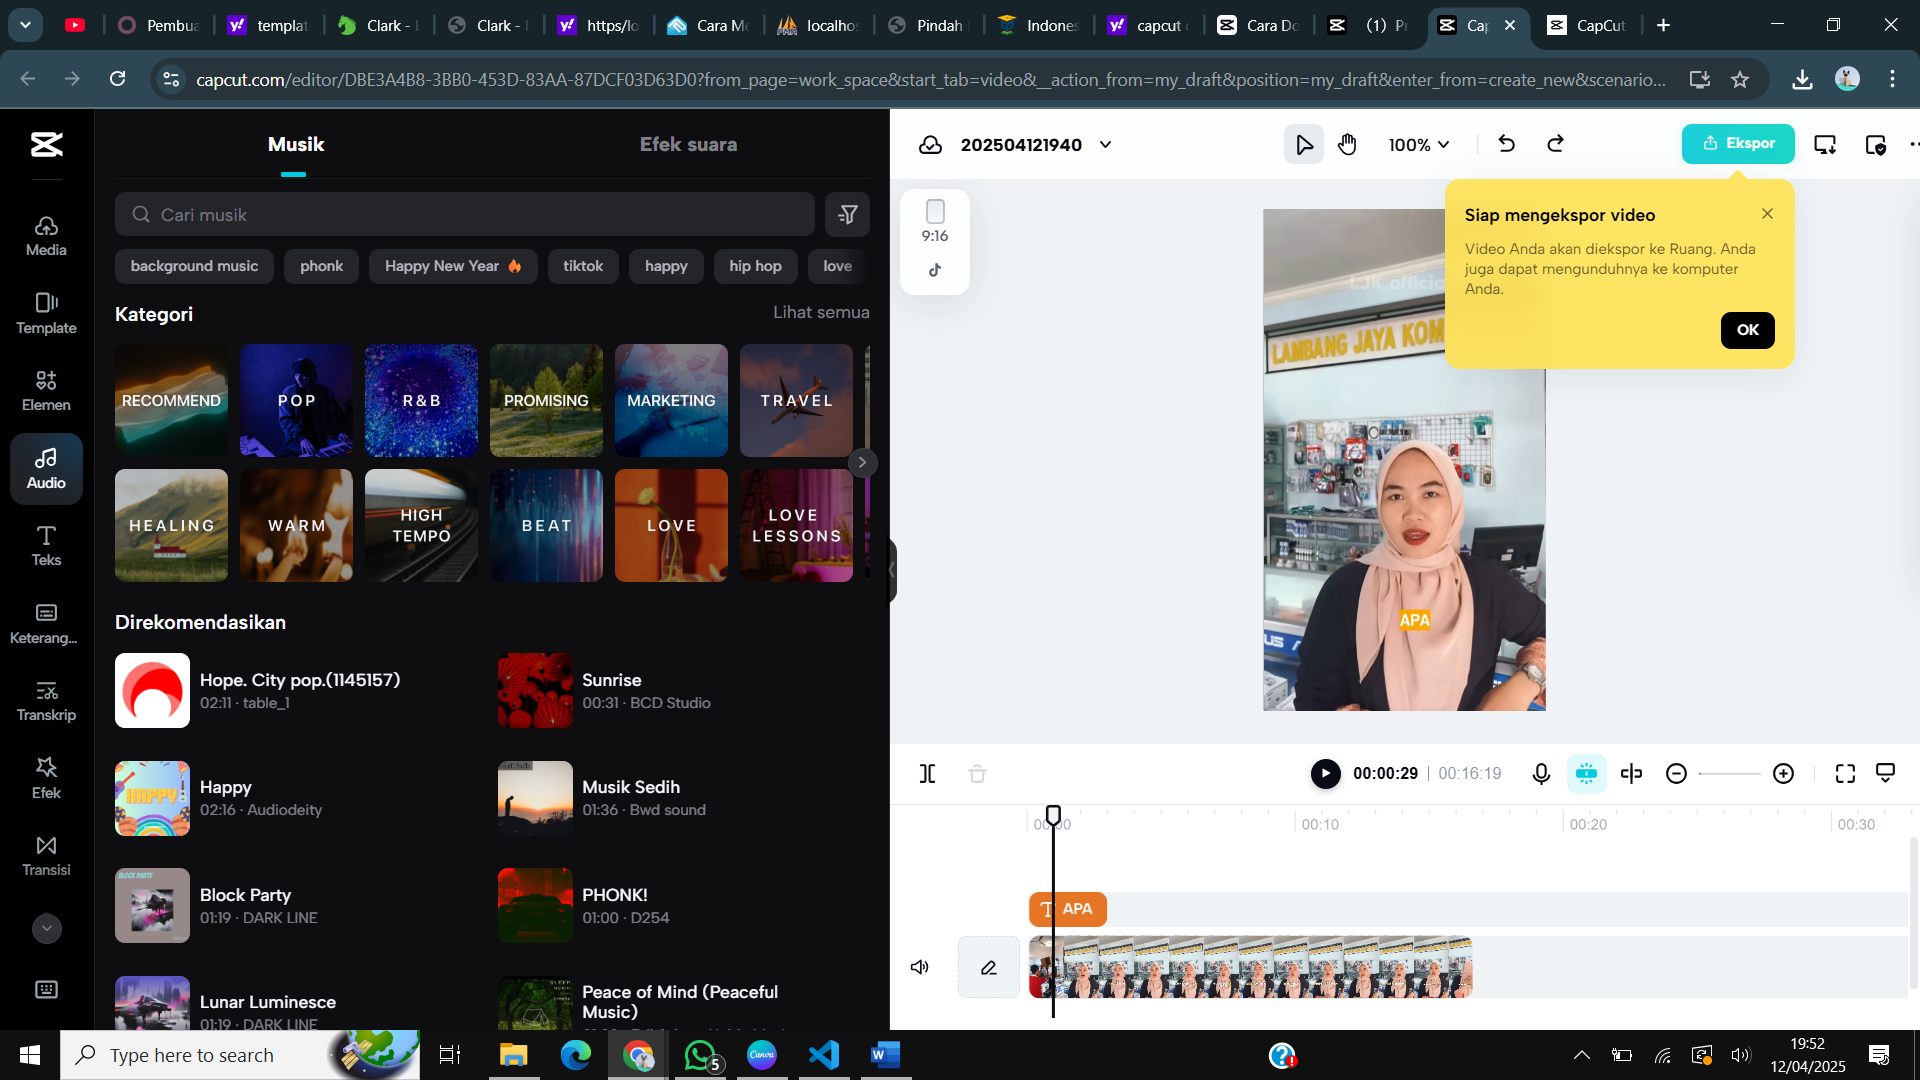 Pembua
templat
Clark - F
Clark - F
https/lo
Cara Me
localhos
Pindah
Indones
capcut
Cara Do
(1) Pr
Cap
CapCut
capcut.com/editor/DBE3A4B8-3BB0-453D-83AA-87DCF03D63D0?from_page=work_space&start_tab=video&__action_from=my_draft&position=my_draft&enter_from=create_new&scenario...
Musik
Efek suara
Cari musik
background music
phonk
Happy New Year
tiktok
happy
hip hop
love
Kategori
Lihat semua
RECOMMEND
POP
R&B
PROMISING
MARKETING
TRAVEL
HEALING
WARM
HIGH
TEMPO
BEAT
LOVE
LOVE
LESSONS
Direkomendasikan
Hope. City pop.(1145157)
02:11 · table_1
Sunrise
00:31 · BCD Studio
Happy
02:16 · Audiodeity
Musik Sedih
01:36 · Bwd sound
Block Party
01:19 · DARK LINE
PHONK!
01:00 · D254
Lunar Luminesce
01:19 · DARK LINE
Peace of Mind (Peaceful
Music)
Media
Template
Elemen
Audio
Teks
Keterang...
Transkrip
Efek
Transisi
202504121940
100%
Ekspor
9:16
Siap mengekspor video
Video Anda akan diekspor ke Ruang. Anda
juga dapat mengunduhnya ke komputer
Anda.
OK
LJK.officia
LAMBANG JAYA KOM
APA
00:00:29
00:16:19
00:00
00:10
00:20
00:30
APA
Type here to search
5
19:52
12/04/2025